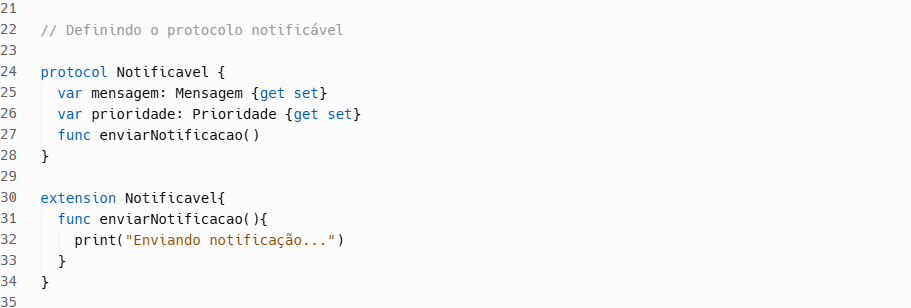 21
22 // Definindo o protocolo notificável
23
24 protocol Notificavel {
25 var mensagem: Mensagem {get set}
26 var prioridade: Prioridade {get set}
27 func enviarNotificacao()
28 }
29
30 extension Notificavel{
31 func enviarNotificacao(){
32 print("Enviando notificação...")
33 }
34 }
35